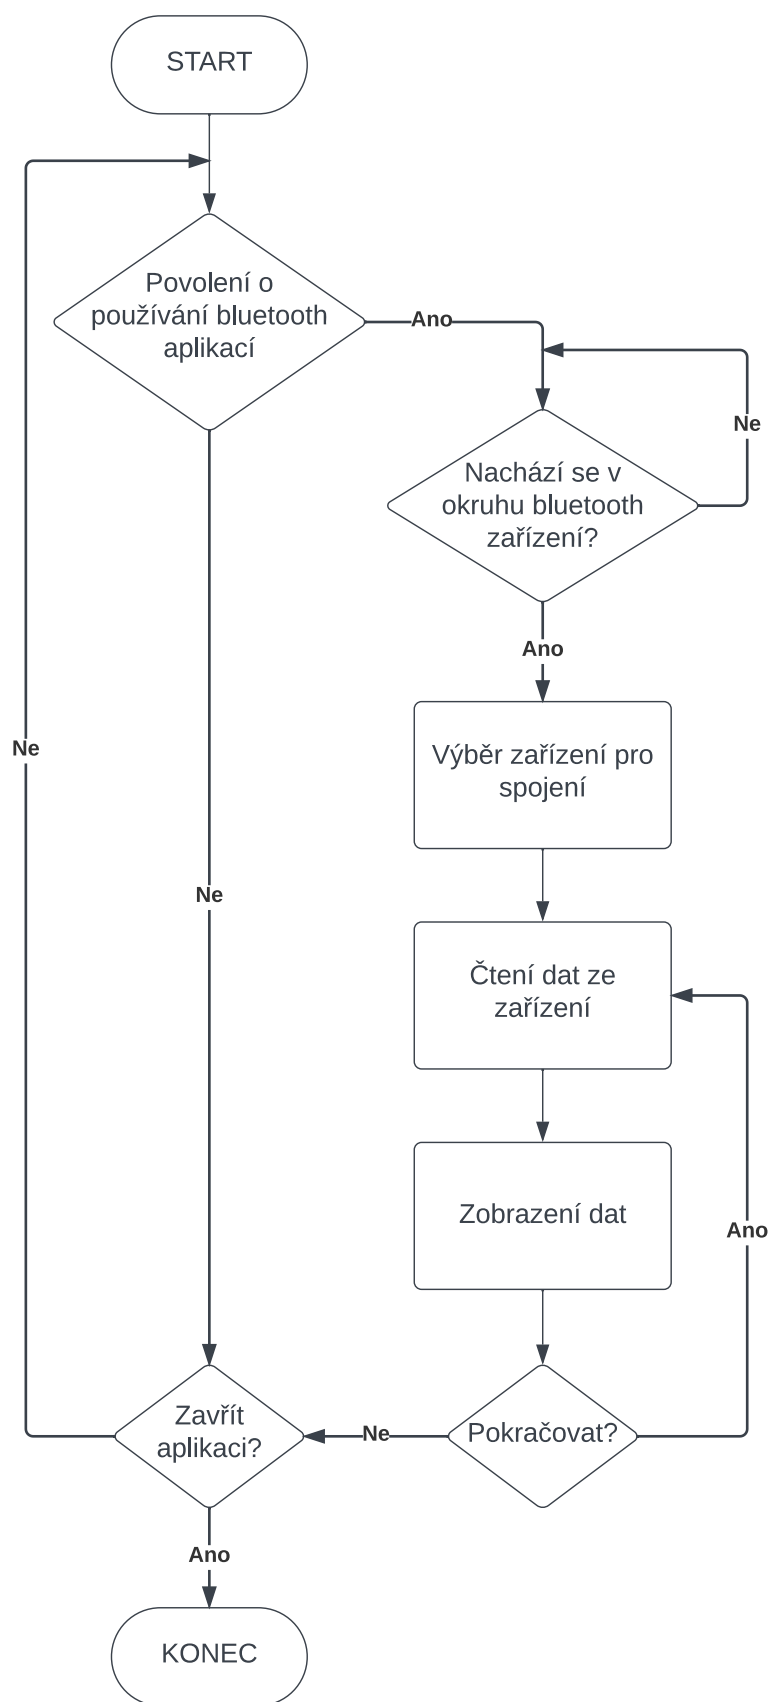 START
Povolení o
používání bluetooth
aplikací
Ano
Nachází se v
okruhu bluetooth
zařízení?
Ne
Ano
Výběr zařízení pro
spojení
Ne
Ne
Čtení dat ze
zařízení
Zobrazení dat
Ano
Zavřít
aplikaci?
Ne
Pokračovat?
Ano
KONEC